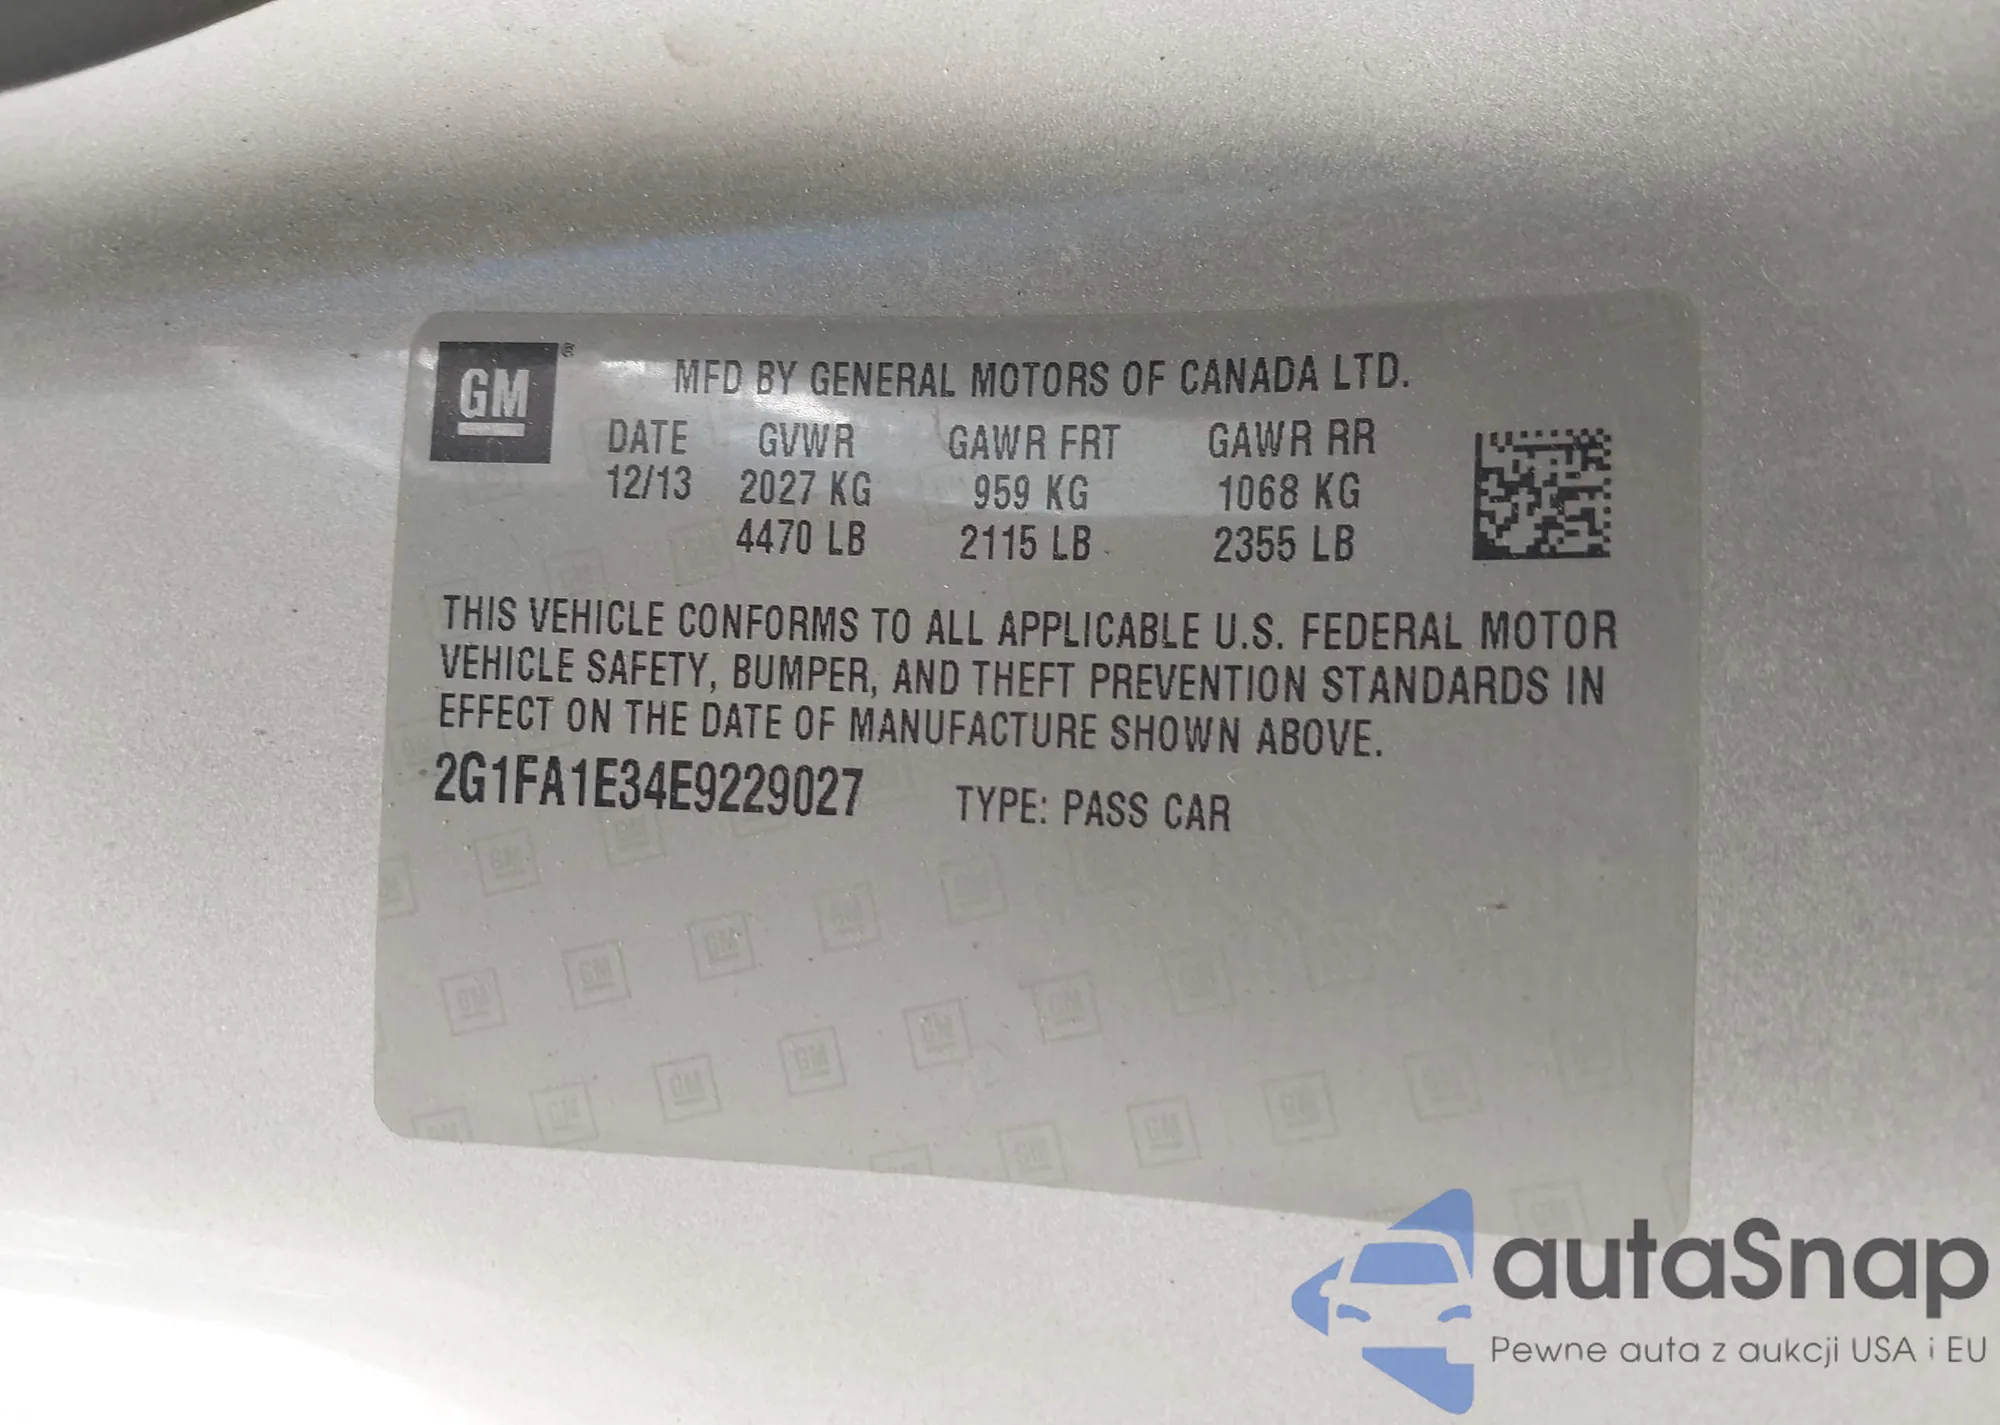 GM ®
MFD BY GENERAL MOTORS OF CANADA LTD.
DATE GVWR GAWR FRT GAWR RR
12/13 2027 KG 959 KG 1068 KG
4470 LB 2115 LB 2355 LB
THIS VEHICLE CONFORMS TO ALL APPLICABLE U.S. FEDERAL MOTOR
VEHICLE SAFETY, BUMPER, AND THEFT PREVENTION STANDARDS IN
EFFECT ON THE DATE OF MANUFACTURE SHOWN ABOVE.
2G1FA1E34E9229027 TYPE: PASS CAR
autaSnap
Pewne auta z aukcji USA i EU